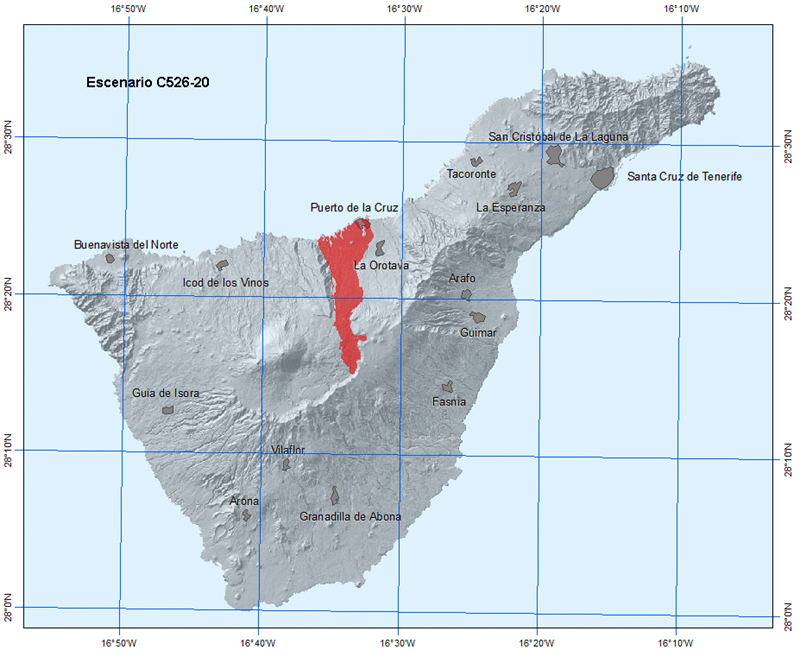 16°50'W 16°40'W 16°30'W 16°20'W 16°10'W
Escenario C526-20
28°30'N 28°30'N
San Cristóbal de La Laguna
Tacoronte
Santa Cruz de Tenerife
La Esperanza
Puerto de la Cruz
Buenavista del Norte
La Orotava
Icod de los Vinos
Arafo
28°20'N 28°20'N
Guimar
Guia de Isora
Fasnia
28°10'N 28°10'N
Vilaflor
Arona
Granadilla de Abona
28°0'N 28°0'N
16°50'W 16°40'W 16°30'W 16°20'W 16°10'W